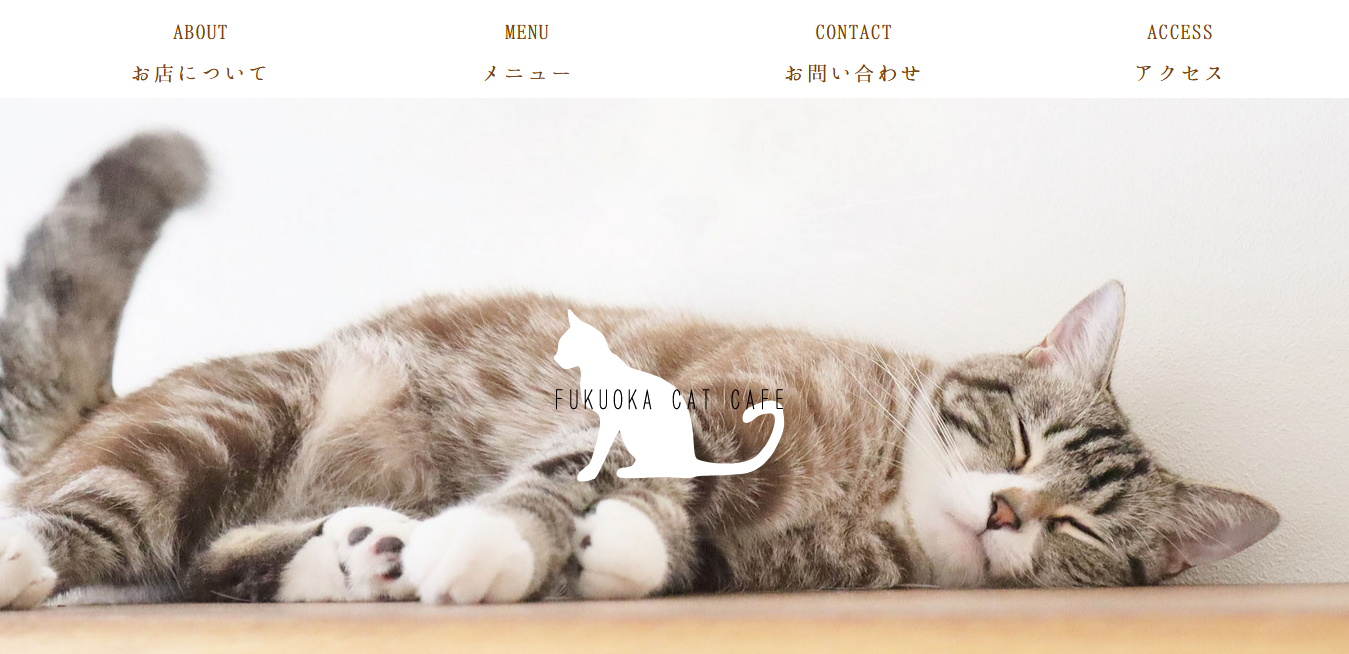 ABOUT
MENU
CONTACT
ACCESS
お店について
メニュー
お問い合わせ
アクセス
FUKUOKA CAT CAFE